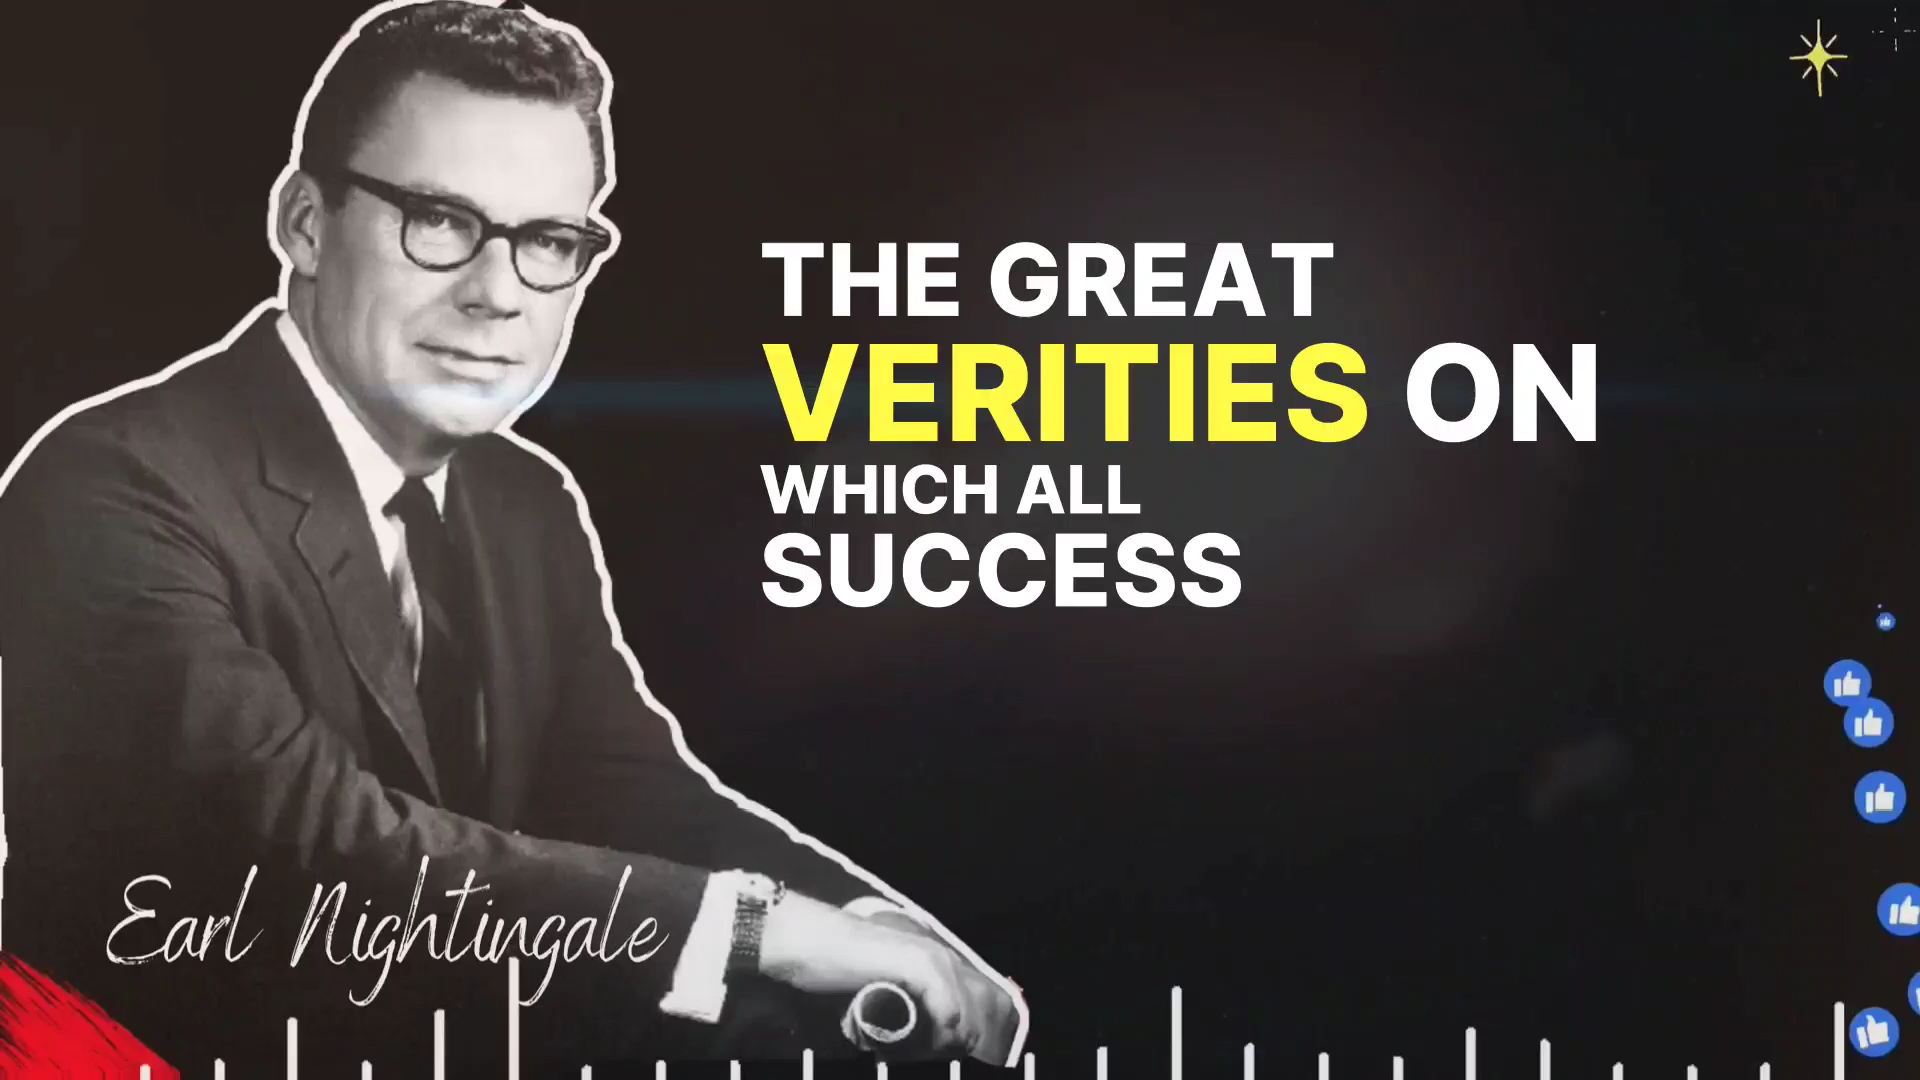 THE GREAT
VERITIES ON
WHICH ALL
SUCCESS
Earl Nightingale